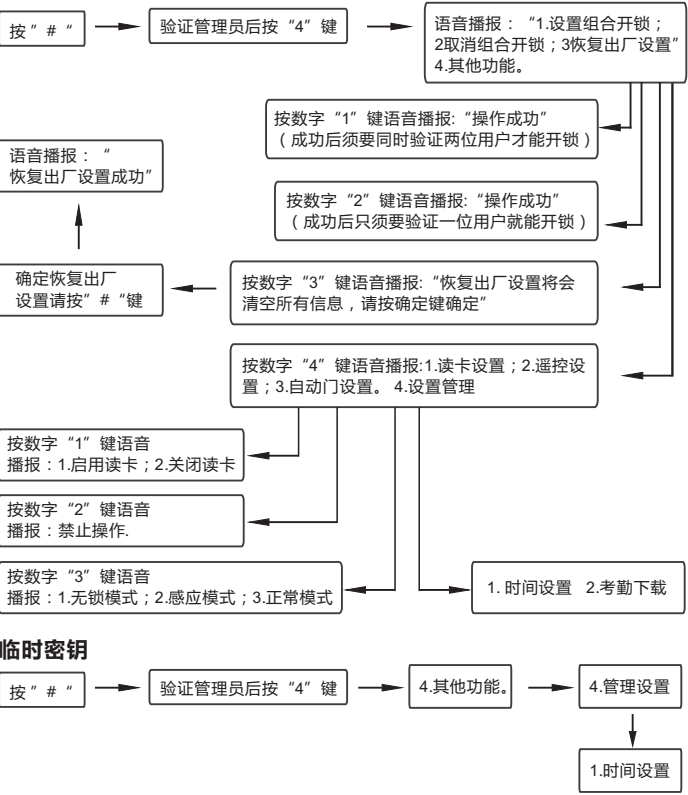 按"#"
验证管理员后按“4”键
语音播报：“1.设置组合开锁；
2取消组合开锁；3恢复出厂设置”
4.其他功能。
按数字“1”键语音播报:“操作成功”
（成功后须要同时验证两位用户才能开锁）
语音播报：“
恢复出厂设置成功”
按数字“2”键语音播报:“操作成功”
（成功后只须要验证一位用户就能开锁）
确定恢复出厂
设置请按”#“键
按数字“3”键语音播报:“恢复出厂设置将会
清空所有信息，请按确定键确定”
按数字“4”键语音播报:1.读卡设置；2.遥控设
置；3.自动门设置。 4.设置管理
按数字“1”键语音
播报：1.启用读卡；2.关闭读卡
按数字“2”键语音
播报：禁止操作.
按数字“3”键语音
播报：1.无锁模式；2.感应模式；3.正常模式
1. 时间设置 2.考勤下载
临时密钥
按”#“
验证管理员后按“4”键
4.其他功能。
4.管理设置
1.时间设置